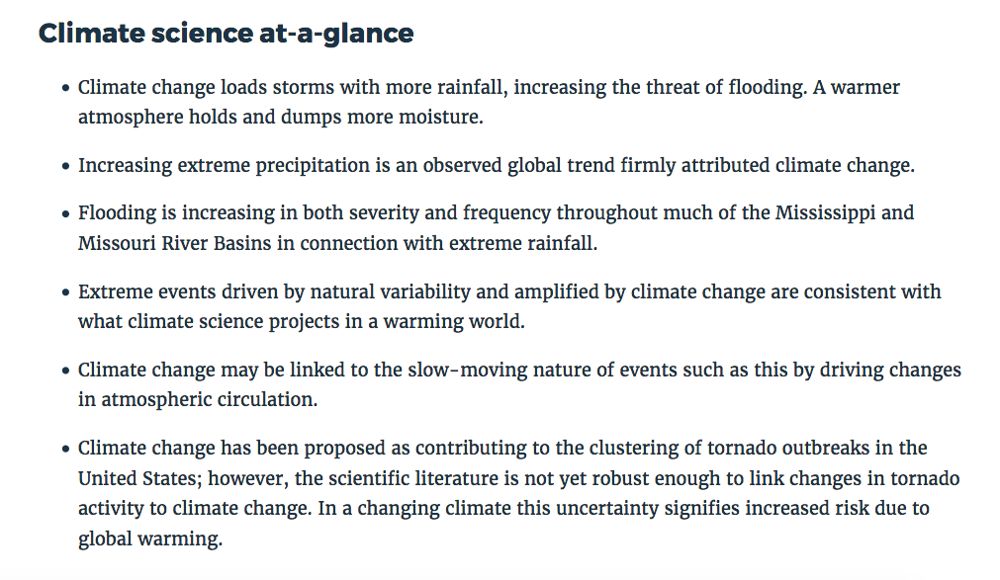 Climate science at-a-glance
• Climate change loads storms with more rainfall, increasing the threat of flooding. A warmer
atmosphere holds and dumps more moisture.
• Increasing extreme precipitation is an observed global trend firmly attributed climate change.
• Flooding is increasing in both severity and frequency throughout much of the Mississippi and
Missouri River Basins in connection with extreme rainfall.
• Extreme events driven by natural variability and amplified by climate change are consistent with
what climate science projects in a warming world.
• Climate change may be linked to the slow-moving nature of events such as this by driving changes
in atmospheric circulation.
• Climate change has been proposed as contributing to the clustering of tornado outbreaks in the
United States; however, the scientific literature is not yet robust enough to link changes in tornado
activity to climate change. In a changing climate this uncertainty signifies increased risk due to
global warming.